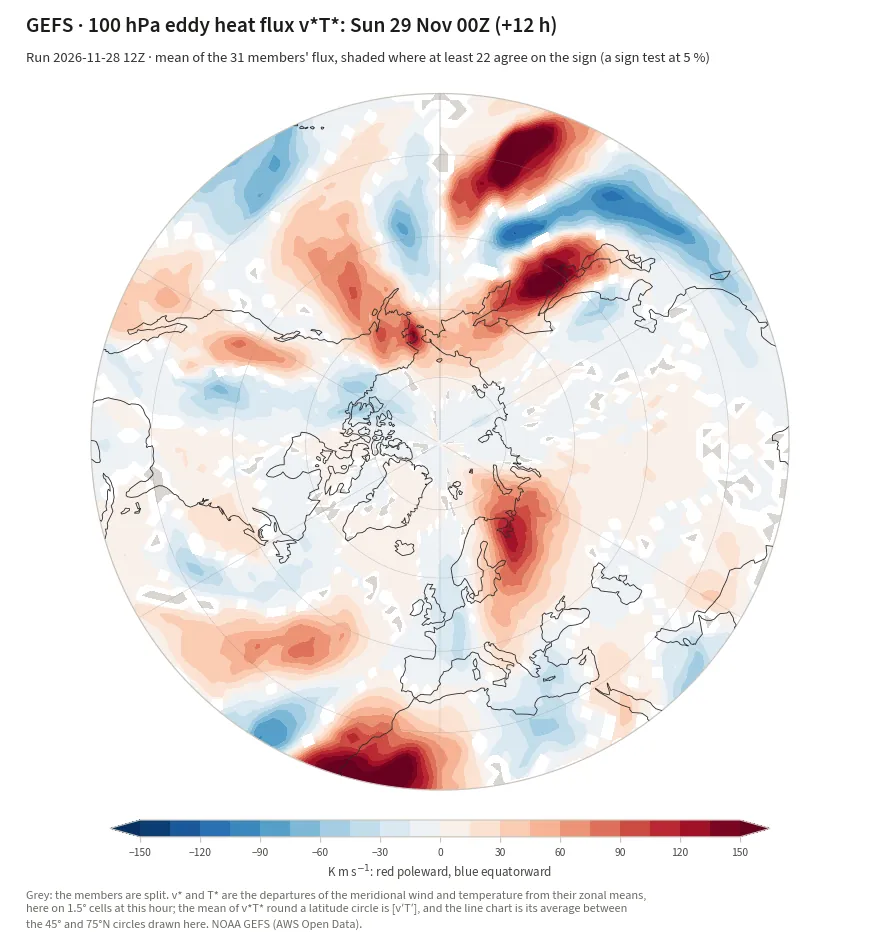 GEFS · 100 hPa eddy heat flux v*T*: Sun 29 Nov 00Z (+12 h)
Run 2026-11-28 12Z · mean of the 31 members' flux, shaded where at least 22 agree on the sign (a sign test at 5 %)
−150 −120 −90 −60 −30 0 30 60 90 120 150
K m s⁻¹: red poleward, blue equatorward
Grey: the members are split. v* and T* are the departures of the meridional wind and temperature from their zonal means,
here on 1.5° cells at this hour; the mean of v*T* round a latitude circle is [v'T'], and the line chart is its average between
the 45° and 75°N circles drawn here. NOAA GEFS (AWS Open Data).